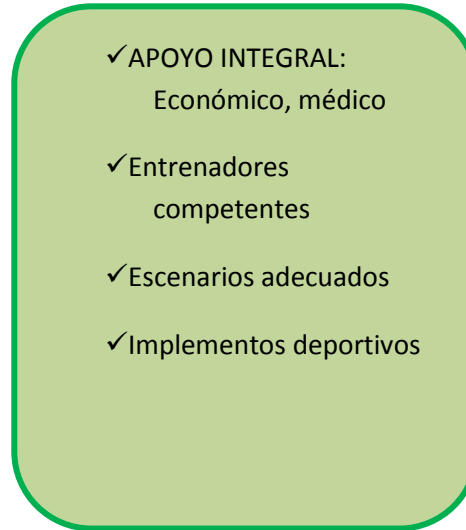 ✓APOYO INTEGRAL:
Económico, médico
✓Entrenadores
competentes
✓Escenarios adecuados
✓Implementos deportivos